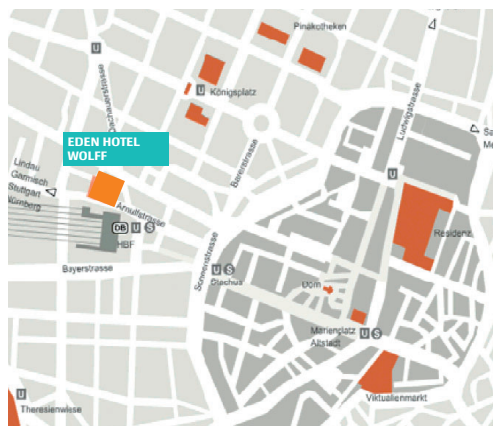 Pinakotheken
U
Dachauerstrasse
U Königsplatz
Ludwigstrasse
EDEN HOTEL
WOLFF
Barerstrasse
Lindau
Garmisch
Stuttgart
Nürnberg
Arnulfstrasse
U
DB U S
HBF
Residenz
Sonnenstrasse
Bayerstrasse
U S
Stachus
Dom
Marienplatz U S
Altstadt
U
Viktualienmarkt
Theresienwiese